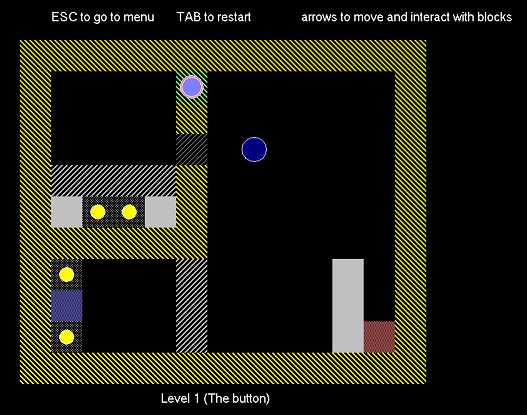 ESC to go to menu
TAB to restart
arrows to move and interact with blocks
Level 1 (The button)